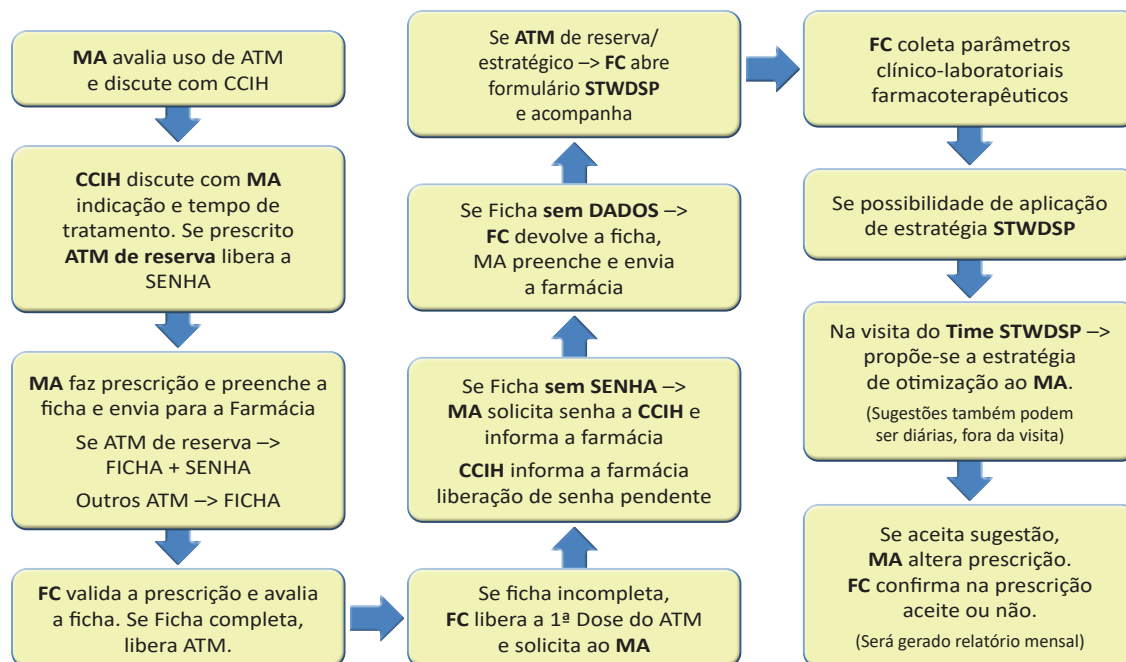 MA avalia uso de ATM
e discute com CCIH
CCIH discute com MA
indicação e tempo de
tratamento. Se prescrito
ATM de reserva libera a
SENHA
MA faz prescrição e preenche a
ficha e envia para a Farmácia
Se ATM de reserva –>
FICHA + SENHA
Outros ATM –> FICHA
FC valida a prescrição e avalia
a ficha. Se Ficha completa,
libera ATM.
Se ficha incompleta,
FC libera a 1ª Dose do ATM
e solicita ao MA
Se Ficha sem SENHA –>
MA solicita senha a CCIH e
informa a farmácia
CCIH informa a farmácia
liberação de senha pendente
Se Ficha sem DADOS –>
FC devolve a ficha,
MA preenche e envia
a farmácia
Se ATM de reserva/
estratégico –> FC abre
formulário STWDSP
e acompanha
FC coleta parâmetros
clínico-laboratoriais
farmacoterapêuticos
Se possibilidade de aplicação
de estratégia STWDSP
Na visita do Time STWDSP –>
propõe-se a estratégia
de otimização ao MA.
(Sugestões também podem
ser diárias, fora da visita)
Se aceita sugestão,
MA altera prescrição.
FC confirma na prescrição
aceite ou não.
(Será gerado relatório mensal)